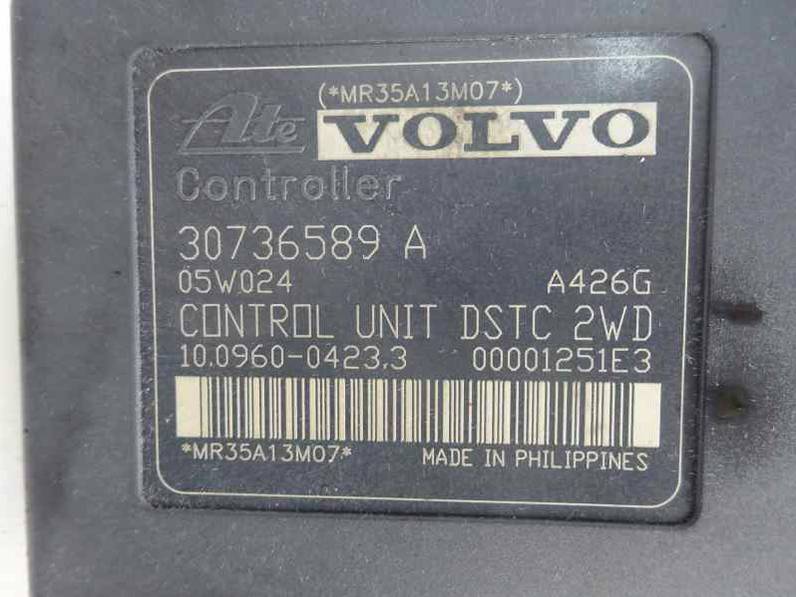 (*MR35A13M07*)
Ate VOLVO
Controller
30736589 A
05W024 A426G
CONTROL UNIT DSTC 2WD
10.0960-0423.3 00001251E3
*MR35A13M07* MADE IN PHILIPPINES